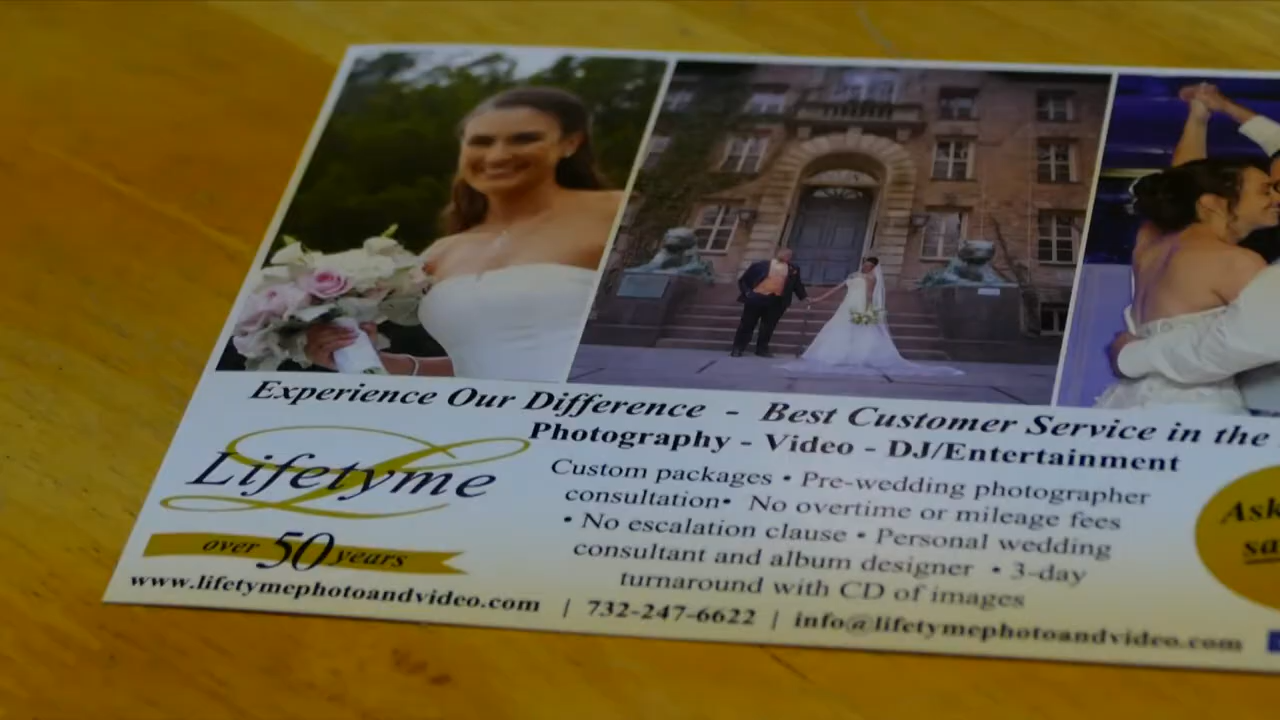 Experience Our Difference - Best Customer Service in the
Photography - Video - DJ/Entertainment
Lifetyme
over 50 years
Custom packages • Pre-wedding photographer
consultation• No overtime or mileage fees
• No escalation clause • Personal wedding
consultant and album designer • 3-day
turnaround with CD of images
Ask
www.lifetymephotoandvideo.com | 732-247-6622 | info@lifetymephotoandvideo.com